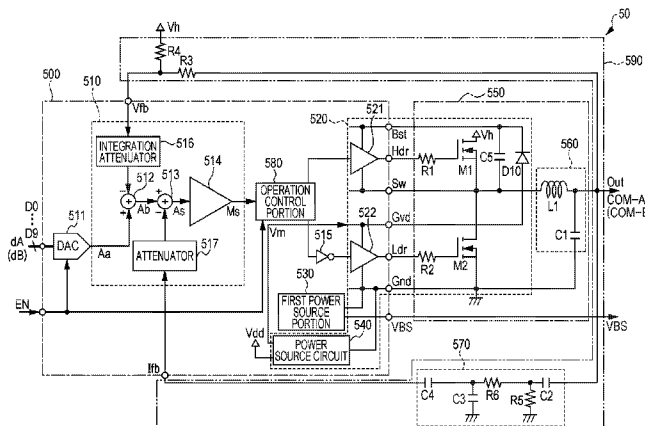 50
Vh
R4
R3
590
500
510
Vfb
550
520
521
Bst
Vh
516
INTEGRATION
ATTENUATOR
513
514
580
Hdr
R1
M1
C5
D10
560
512
OPERATION
CONTROL
PORTION
Sw
Out
COM-A
(COM-B
D0
D9
511
Ab
As
Ms
L1
dA
(dB)
DAC
Aa
517
Vm
515
522
Gvd
C1
ATTENUATOR
Ldr
R2
M2
530
Gnd
EN
FIRST POWER
SOURCE
PORTION
540
VBS
VBS
Vdd
POWER
SOURCE CIRCUIT
Ifb
570
C4
R6
C2
C3
R5